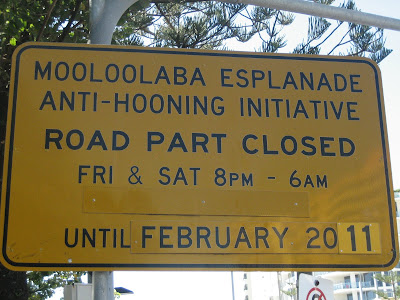 MOOLOOLABA ESPLANADE
ANTI-HOONING INITIATIVE
ROAD PART CLOSED
FRI & SAT 8PM - 6AM
UNTIL FEBRUARY 2011